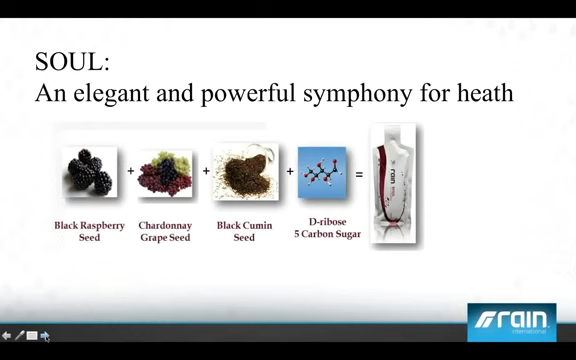 SOUL:
An elegant and powerful symphony for heath
+ + + =
rain
Black Raspberry
Seed
Chardonnay
Grape Seed
Black Cumin
Seed
D-ribose
5 Carbon Sugar
rain
international